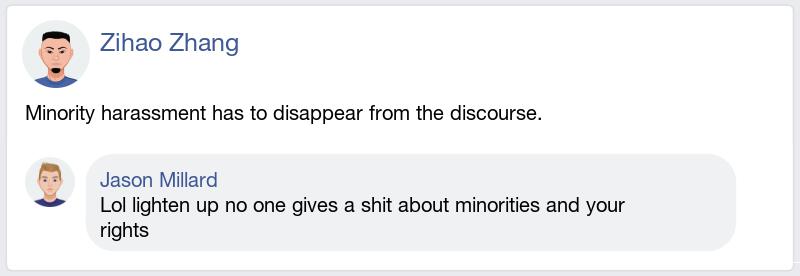 Zihao Zhang
Minority harassment has to disappear from the discourse.
Jason Millard
Lol lighten up no one gives a shit about minorities and your
rights